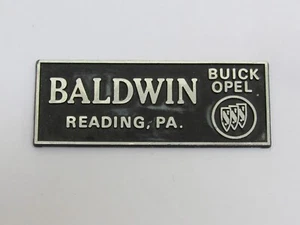 BALDWIN
READING, PA.
BUICK
OPEL